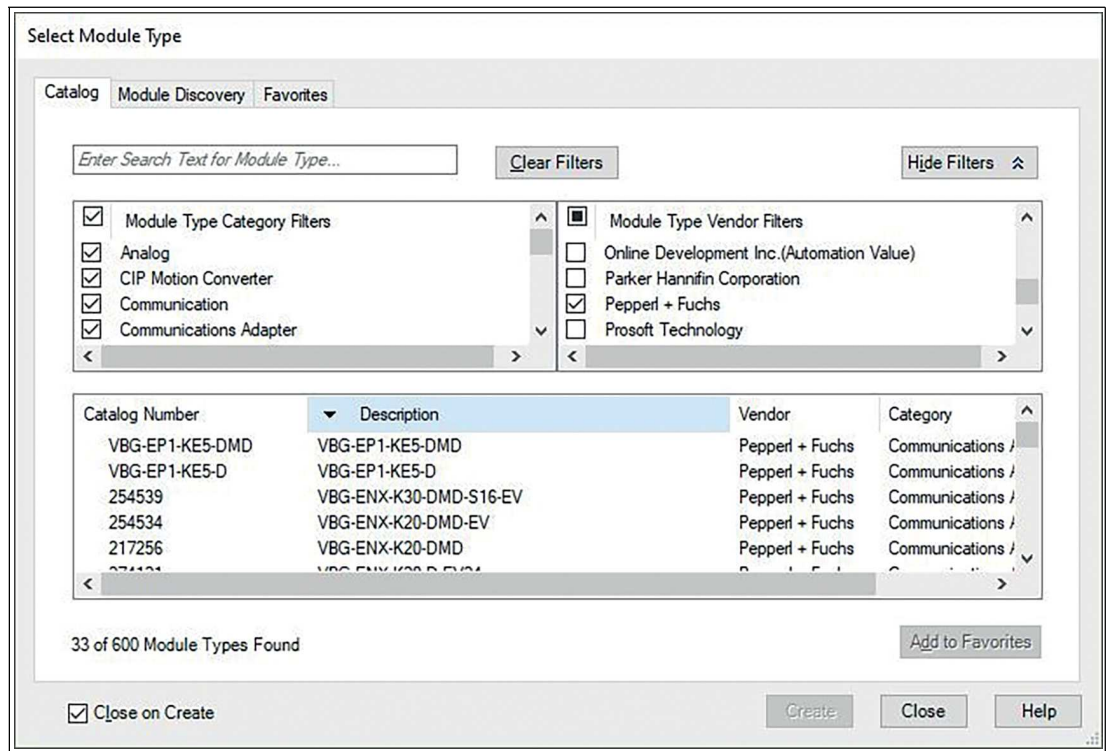 Select Module Type
Catalog Module Discovery Favorites
Enter Search Text for Module Type... Clear Filters Hide Filters
Module Type Category Filters
Analog
CIP Motion Converter
Communication
Communications Adapter
Module Type Vendor Filters
Online Development Inc.(Automation Value)
Parker Hannifin Corporation
Pepperl + Fuchs
Prosoft Technology
Catalog Number Description Vendor Category
VBG-EP1-KE5-DMD VBG-EP1-KE5-DMD Pepperl + Fuchs Communications
VBG-EP1-KE5-D VBG-EP1-KE5-D Pepperl + Fuchs Communications
254539 VBG-ENX-K30-DMD-S16-EV Pepperl + Fuchs Communications
254534 VBG-ENX-K20-DMD-EV Pepperl + Fuchs Communications
217256 VBG-ENX-K20-DMD Pepperl + Fuchs Communications
33 of 600 Module Types Found Add to Favorites
Close on Create Create Close Help